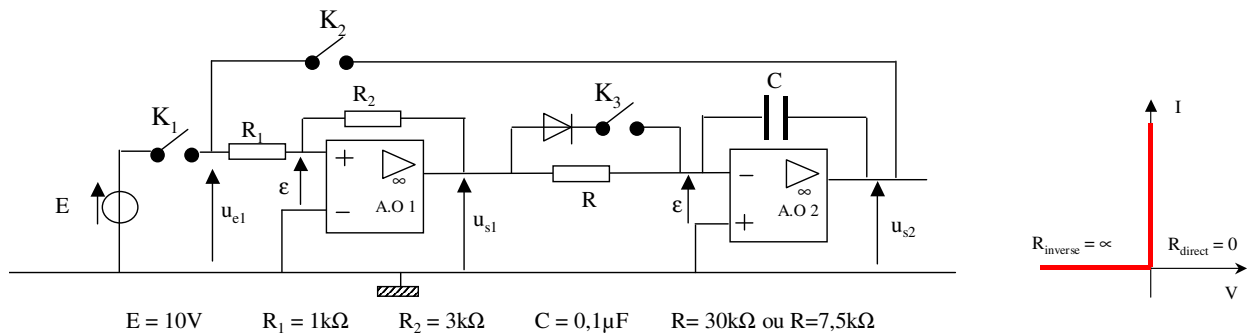 K2
K1
R1
R2
K3
C
I
+
∞
ε
−
A.O 1
E
ue1
us1
R
ε
−
∞
A.O 2
+
us2
Rinverse = ∝
Rdirect = 0
V
E = 10V R1 = 1kΩ R2 = 3kΩ C = 0,1µF R= 30kΩ ou R=7,5kΩ